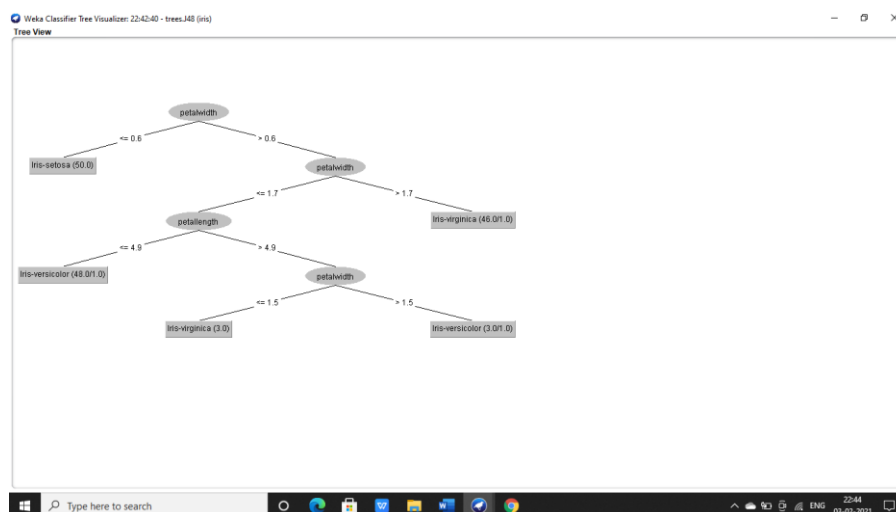 Weka Classifier Tree Visualizer: 22:42:40 - trees.J48 (iris)
Tree View
petalwidth
<= 0.6
> 0.6
Iris-setosa (50.0)
petalwidth
<= 1.7
> 1.7
petallength
Iris-virginica (46.0/1.0)
<= 4.9
> 4.9
Iris-versicolor (48.0/1.0)
petalwidth
<= 1.5
> 1.5
Iris-virginica (3.0)
Iris-versicolor (3.0/1.0)
Type here to search
ENG
22:44